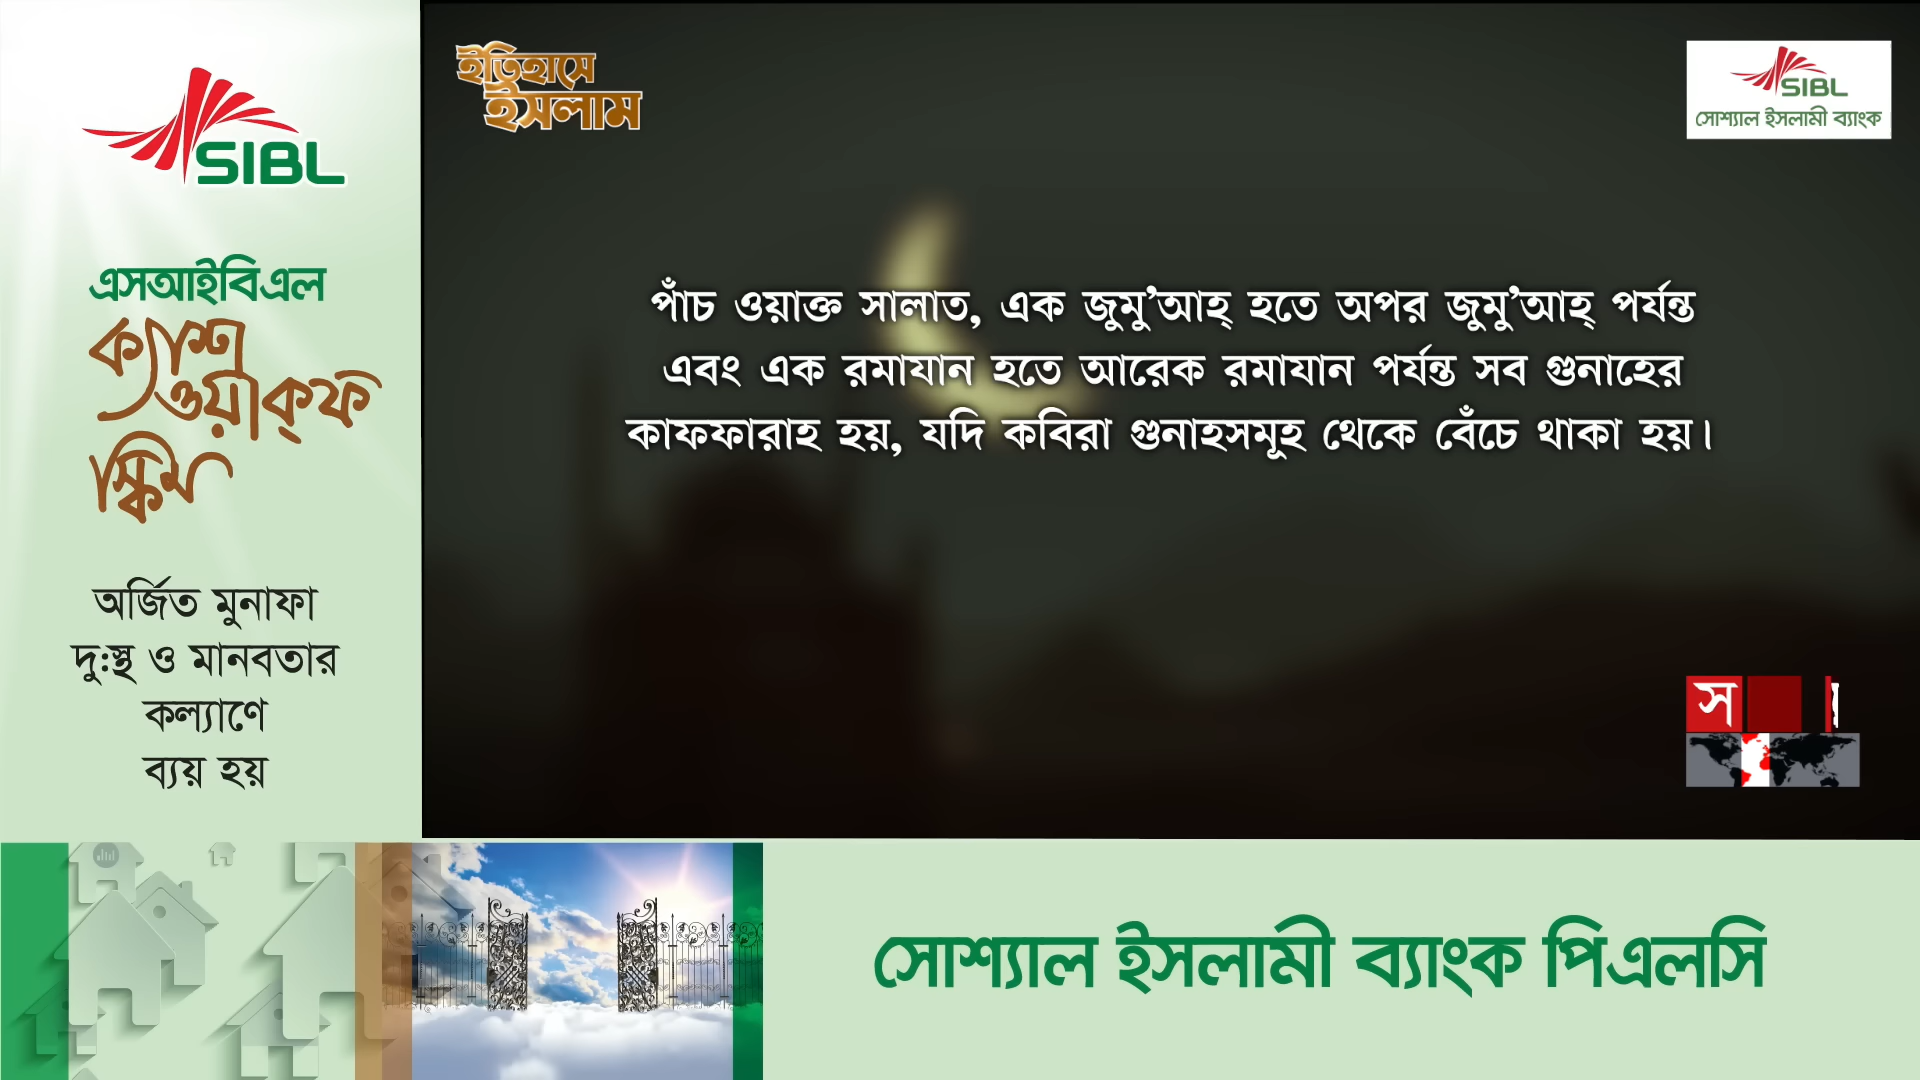 SIBL
এসআইবিএল
ক্যাশ
ওয়াক্‌ফ
স্কিম
অর্জিত মুনাফা
দু:স্থ ও মানবতার
কল্যাণে
ব্যয় হয়
ইতিহাসে
ইসলাম
SIBL
সোশ্যাল ইসলামী ব্যাংক
পাঁচ ওয়াক্ত সালাত, এক জুমু’আহ্ হতে অপর জুমু’আহ্ পর্যন্ত
এবং এক রমাযান হতে আরেক রমাযান পর্যন্ত সব গুনাহের
কাফফারাহ হয়, যদি কবিরা গুনাহসমূহ থেকে বেঁচে থাকা হয়।
স
সোশ্যাল ইসলামী ব্যাংক পিএলসি